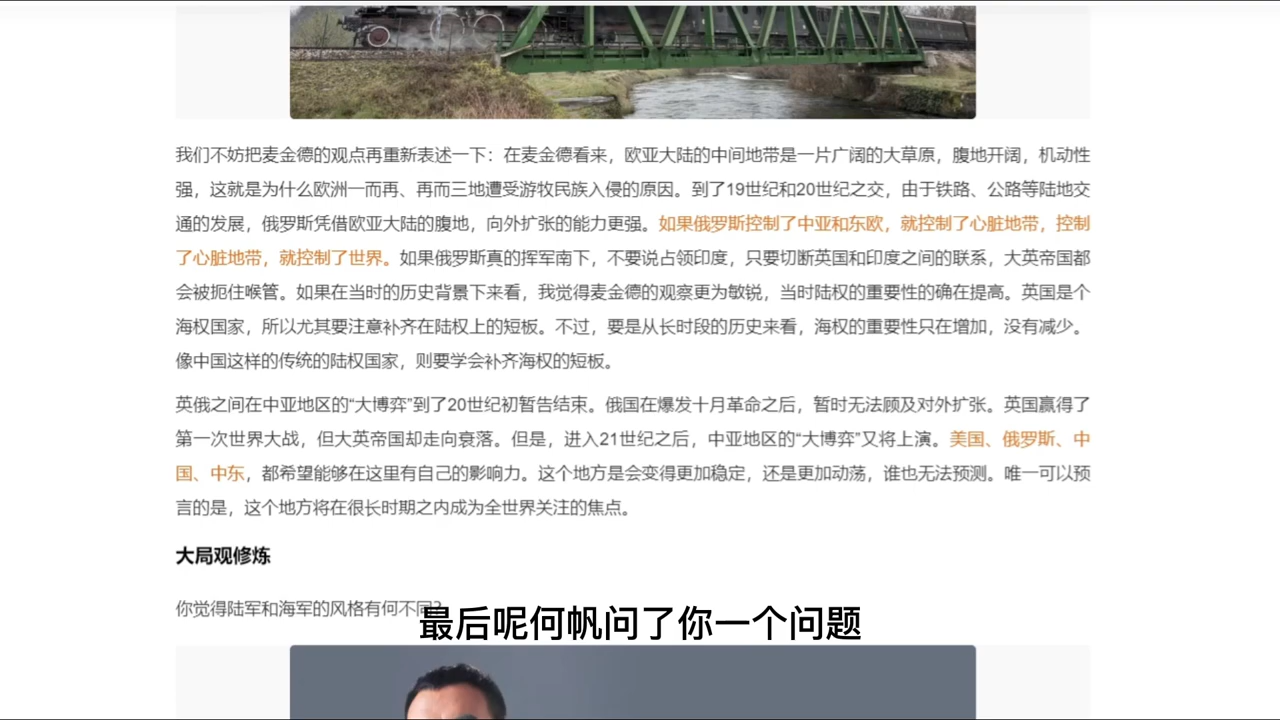 我们不妨把麦金德的观点再重新表述一下：在麦金德看来，欧亚大陆的中间地带是一片广阔的大草原，腹地开阔，机动性
强，这就是为什么欧洲一而再、再而三地遭受游牧民族入侵的原因。到了19世纪和20世纪之交，由于铁路、公路等陆地交
通的发展，俄罗斯凭借欧亚大陆的腹地，向外扩张的能力更强。如果俄罗斯控制了中亚和东欧，就控制了心脏地带，控制
了心脏地带，就控制了世界。如果俄罗斯真的挥军南下，不要说占领印度，只要切断英国和印度之间的联系，大英帝国都
会被扼住喉管。如果在当时的历史背景下来看，我觉得麦金德的观察更为敏锐，当时陆权的重要性的确在提高。英国是个
海权国家，所以尤其要注意补齐在陆权上的短板。不过，要是从长时段的历史来看，海权的重要性只在增加，没有减少。
像中国这样的传统的陆权国家，则要学会补齐海权的短板。
英俄之间在中亚地区的“大博弈”到了20世纪初暂告结束。俄国在爆发十月革命之后，暂时无法顾及对外扩张。英国赢得了
第一次世界大战，但大英帝国却走向衰落。但是，进入21世纪之后，中亚地区的“大博弈”又将上演。美国、俄罗斯、中
国、中东，都希望能够在这里有自己的影响力。这个地方是会变得更加稳定，还是更加动荡，谁也无法预测。唯一可以预
言的是，这个地方将在很长时期之内成为全世界关注的焦点。
大局观修炼
你觉得陆军和海军的风格有何不同？
最后呢何帆问了你一个问题